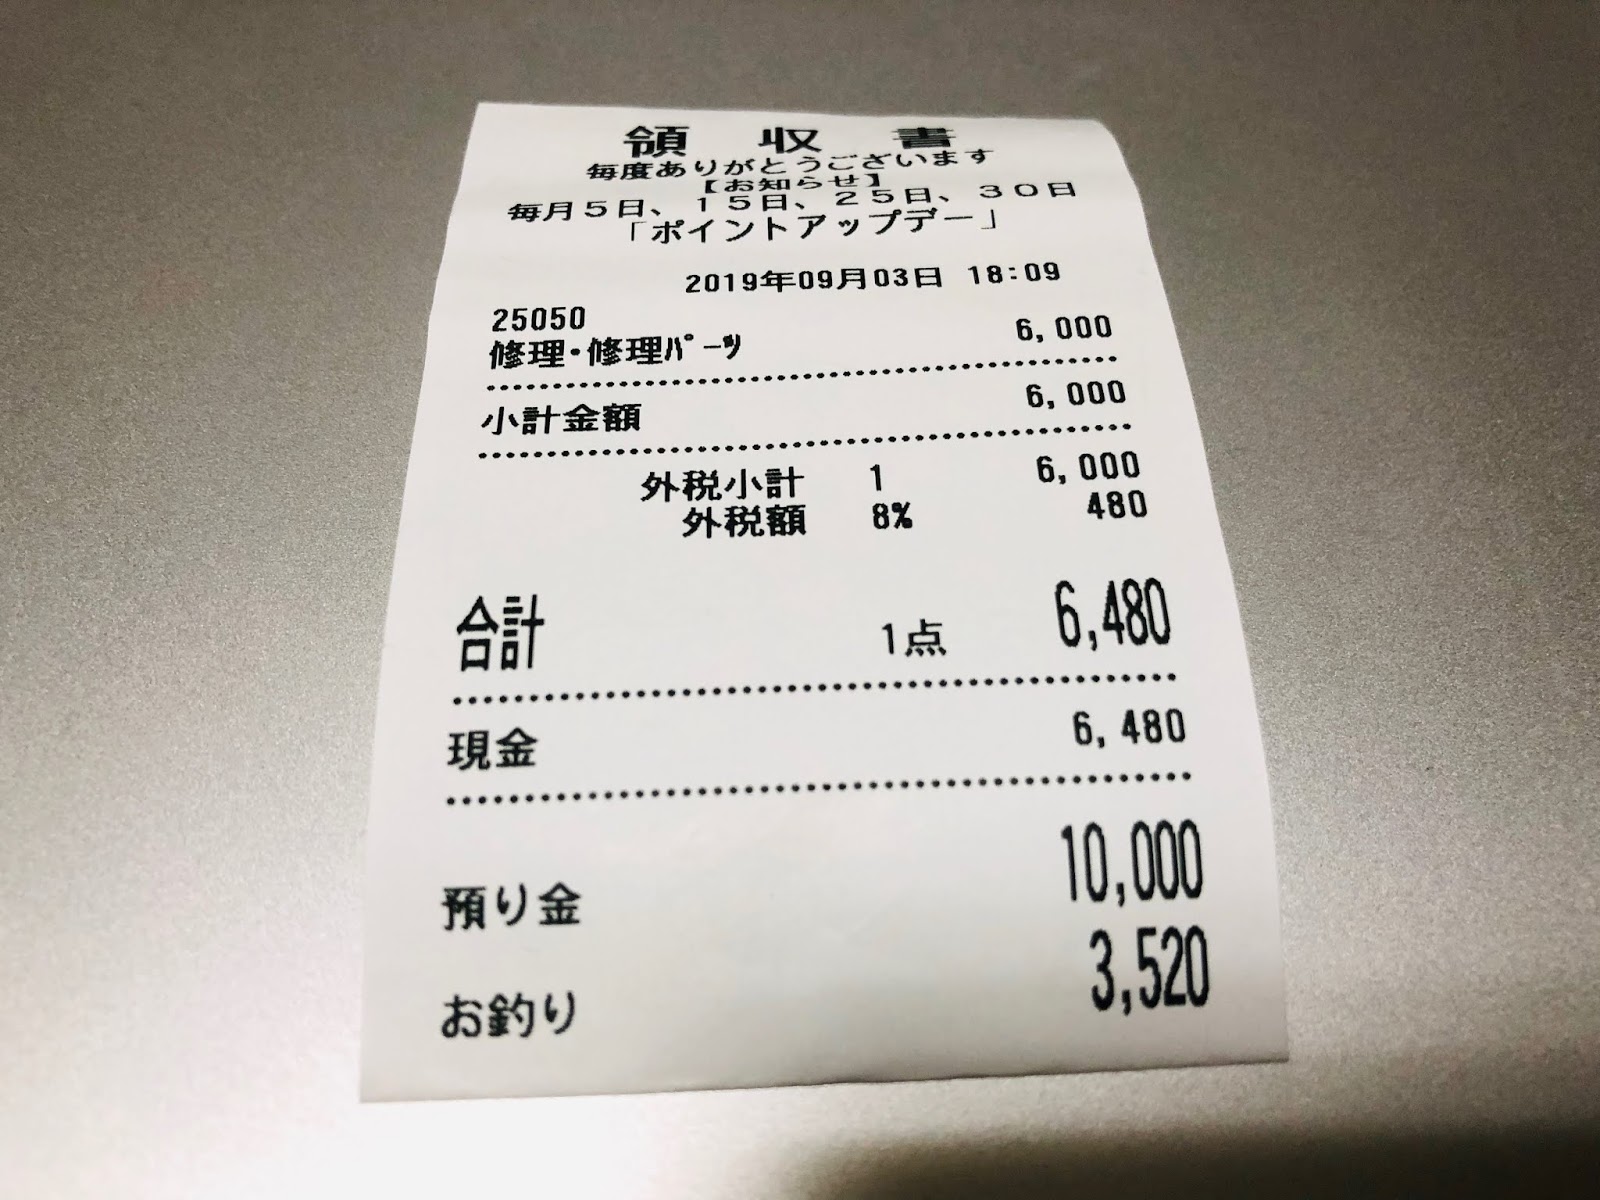 領収書
毎度ありがとうございます
【お知らせ】
毎月5日、15日、25日、30日
「ポイントアップデー」
2019年09月03日 18:09
25050
修理・修理ﾊﾟｰﾂ 6,000
小計金額 6,000
外税小計 1 6,000
外税額 8% 480
合計 1点 6,480
現金 6,480
預り金 10,000
お釣り 3,520